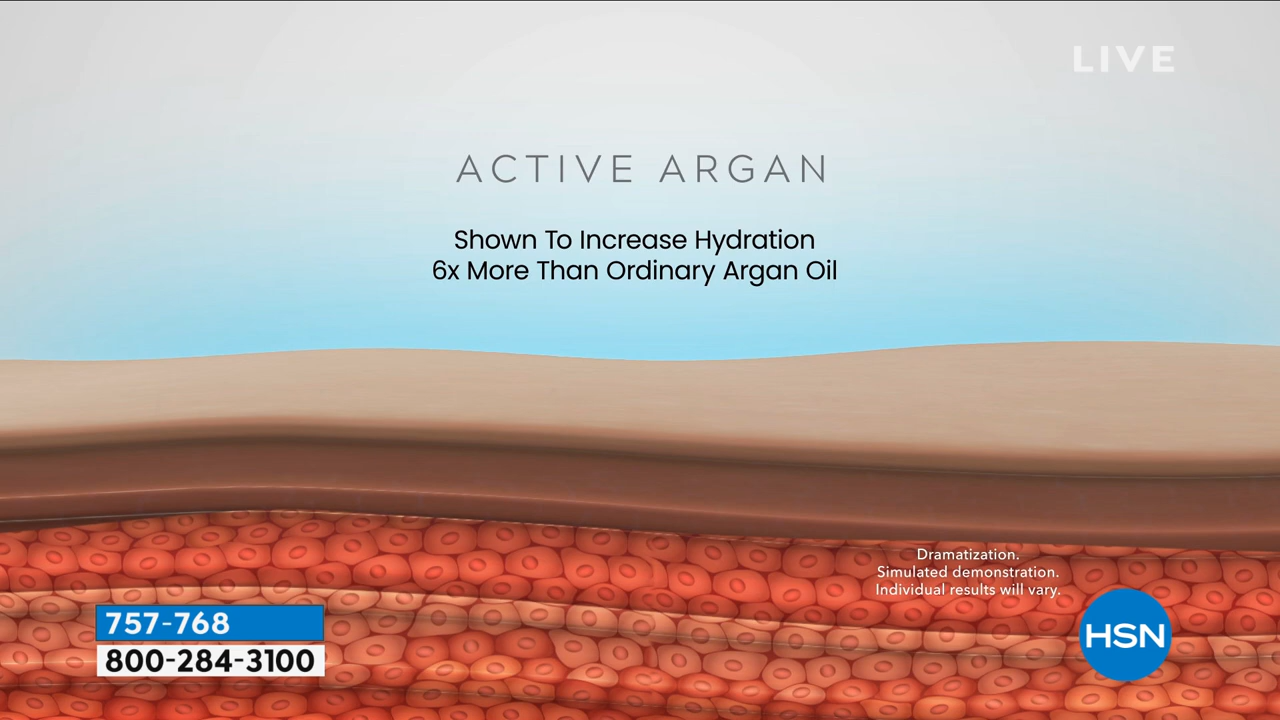 LIVE
ACTIVE ARGAN
Shown To Increase Hydration
6x More Than Ordinary Argan Oil
Dramatization.
Simulated demonstration.
Individual results will vary.
757-768
800-284-3100
HSN